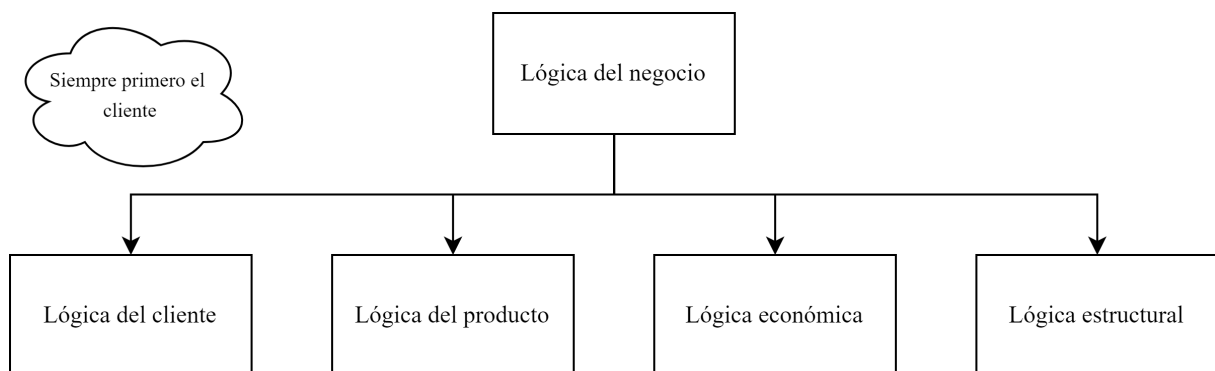 Siempre primero el
cliente
Lógica del negocio
Lógica del cliente
Lógica del producto
Lógica económica
Lógica estructural